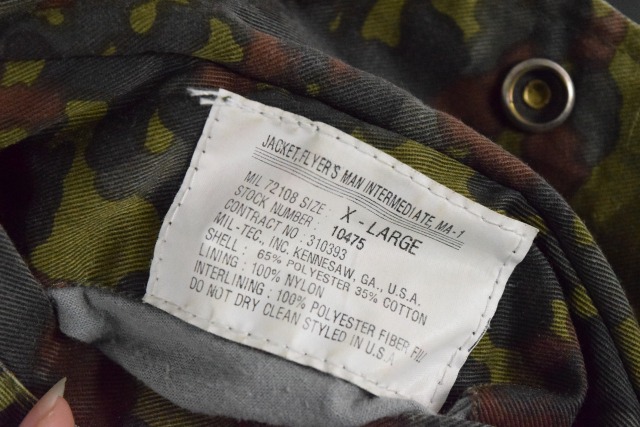 JACKET, FLYER'S MAN INTERMEDIATE, MA-1
MIL 72108 SIZE : X - LARGE
STOCK NUMBER 10475
CONTRACT NO : 310393
MIL-TEC., INC. KENNESAW, GA., U.S.A.
SHELL : 65% POLYESTER 35% COTTON
LINING : 100% NYLON
INTERLINING : 100% POLYESTER FIBER FILL
DO NOT DRY CLEAN STYLED IN U.S.A